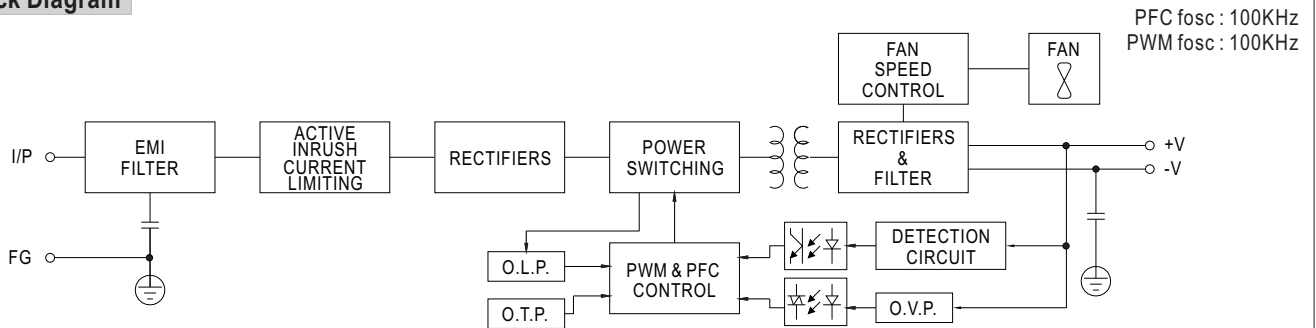 ck Diagram
PFC fosc : 100KHz
PWM fosc : 100KHz
FAN
SPEED
CONTROL
FAN
I/P
EMI
FILTER
ACTIVE
INRUSH
CURRENT
LIMITING
RECTIFIERS
POWER
SWITCHING
RECTIFIERS
&
FILTER
+V
-V
FG
O.L.P.
O.T.P.
PWM & PFC
CONTROL
DETECTION
CIRCUIT
O.V.P.